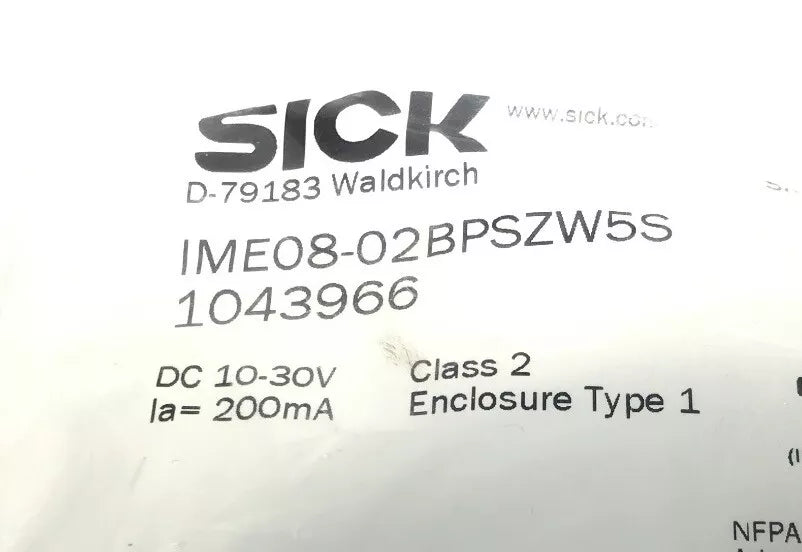 SICK www.sick.co
D-79183 Waldkirch
IME08-02BPSZW5S
1043966
DC 10-30V Class 2
Ia= 200mA Enclosure Type 1
(I
NFPA